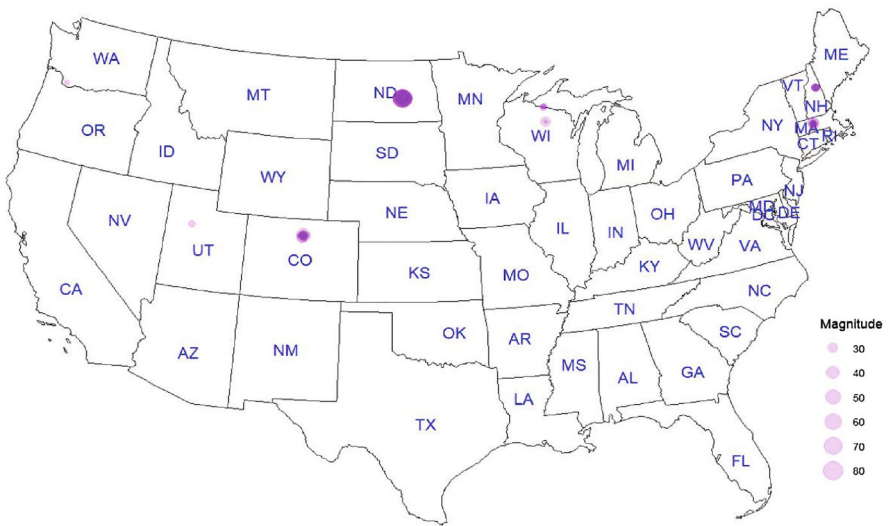 WA
ME
MT
ND
MN
VT
NH
OR
ID
SD
WI
NY
MA
RI
CT
WY
MI
PA
IA
NE
NJ
NV
UT
CO
IL
IN
OH
MD
DC
DE
WV
VA
CA
KS
MO
KY
NC
TN
OK
AR
SC
AZ
NM
MS
AL
GA
LA
TX
FL
Magnitude
30
40
50
60
70
80